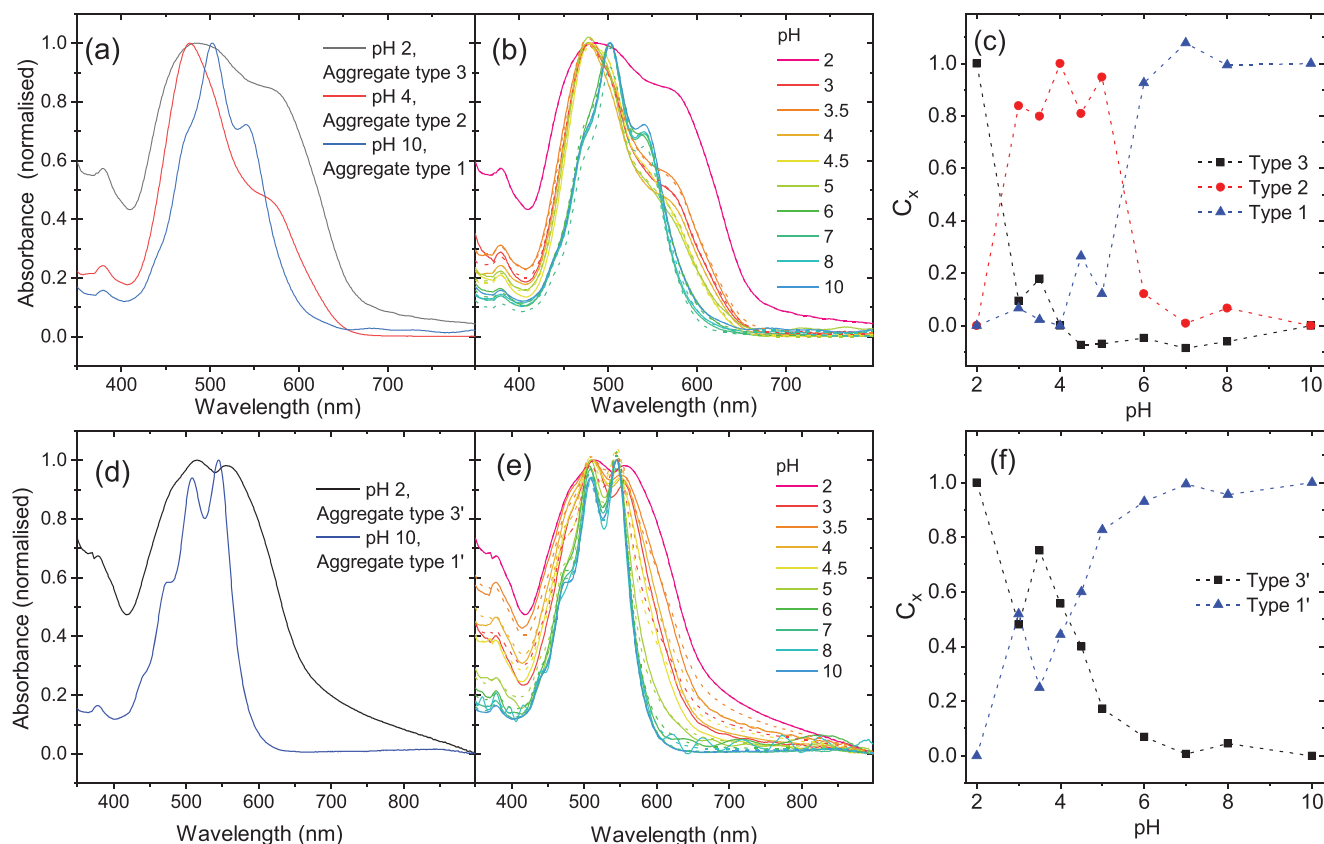 (a)
pH 2,
Aggregate type 3
pH 4,
Aggregate type 2
pH 10,
Aggregate type 1
1.0
0.8
0.6
0.4
0.2
0.0
400 500 600 700
Absorbance (normalised)
Wavelength (nm)
(b)
pH
2
3
3.5
4
4.5
5
6
7
8
10
400 500 600 700
Wavelength (nm)
(c)
1.0
0.8
0.6
0.4
0.2
0.0
Type 3
Type 2
Type 1
Cx
2 4 6 8 10
pH
(d)
pH 2,
Aggregate type 3'
pH 10,
Aggregate type 1'
1.0
0.8
0.6
0.4
0.2
0.0
400 500 600 700 800
Absorbance (normalised)
Wavelength (nm)
(e)
pH
2
3
3.5
4
4.5
5
6
7
8
10
400 500 600 700 800
Wavelength (nm)
(f)
1.0
0.8
0.6
0.4
0.2
0.0
Type 3'
Type 1'
Cx
2 4 6 8 10
pH